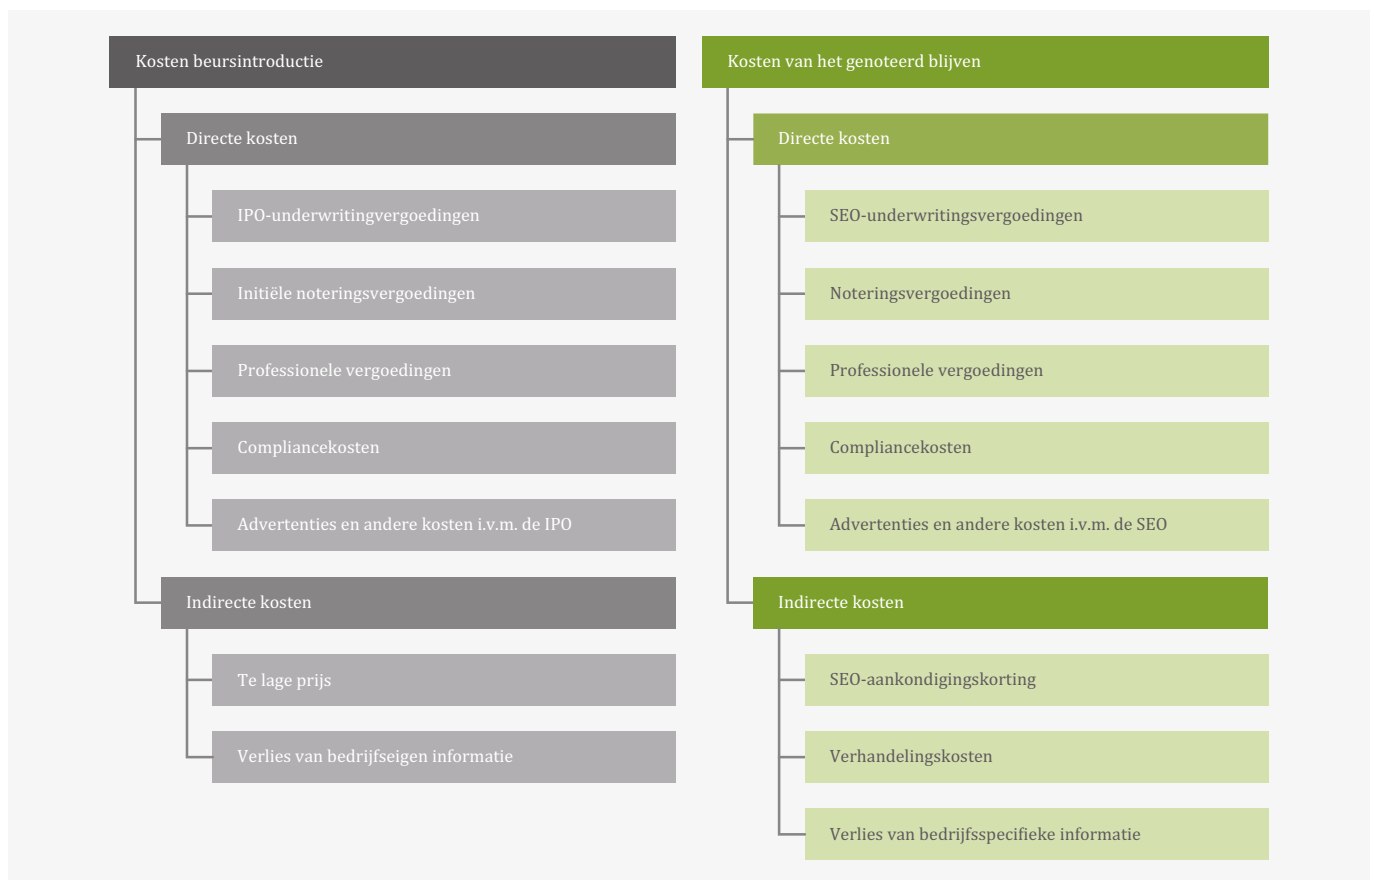 Kosten beursintroductie
Directe kosten
IPO-underwritingvergoedingen
Initiële noteringsvergoedingen
Professionele vergoedingen
Compliancekosten
Advertenties en andere kosten i.v.m. de IPO
Indirecte kosten
Te lage prijs
Verlies van bedrijfseigen informatie
Kosten van het genoteerd blijven
Directe kosten
SEO-underwritingsvergoedingen
Noteringsvergoedingen
Professionele vergoedingen
Compliancekosten
Advertenties en andere kosten i.v.m. de SEO
Indirecte kosten
SEO-aankondigingskorting
Verhandelingskosten
Verlies van bedrijfsspecifieke informatie